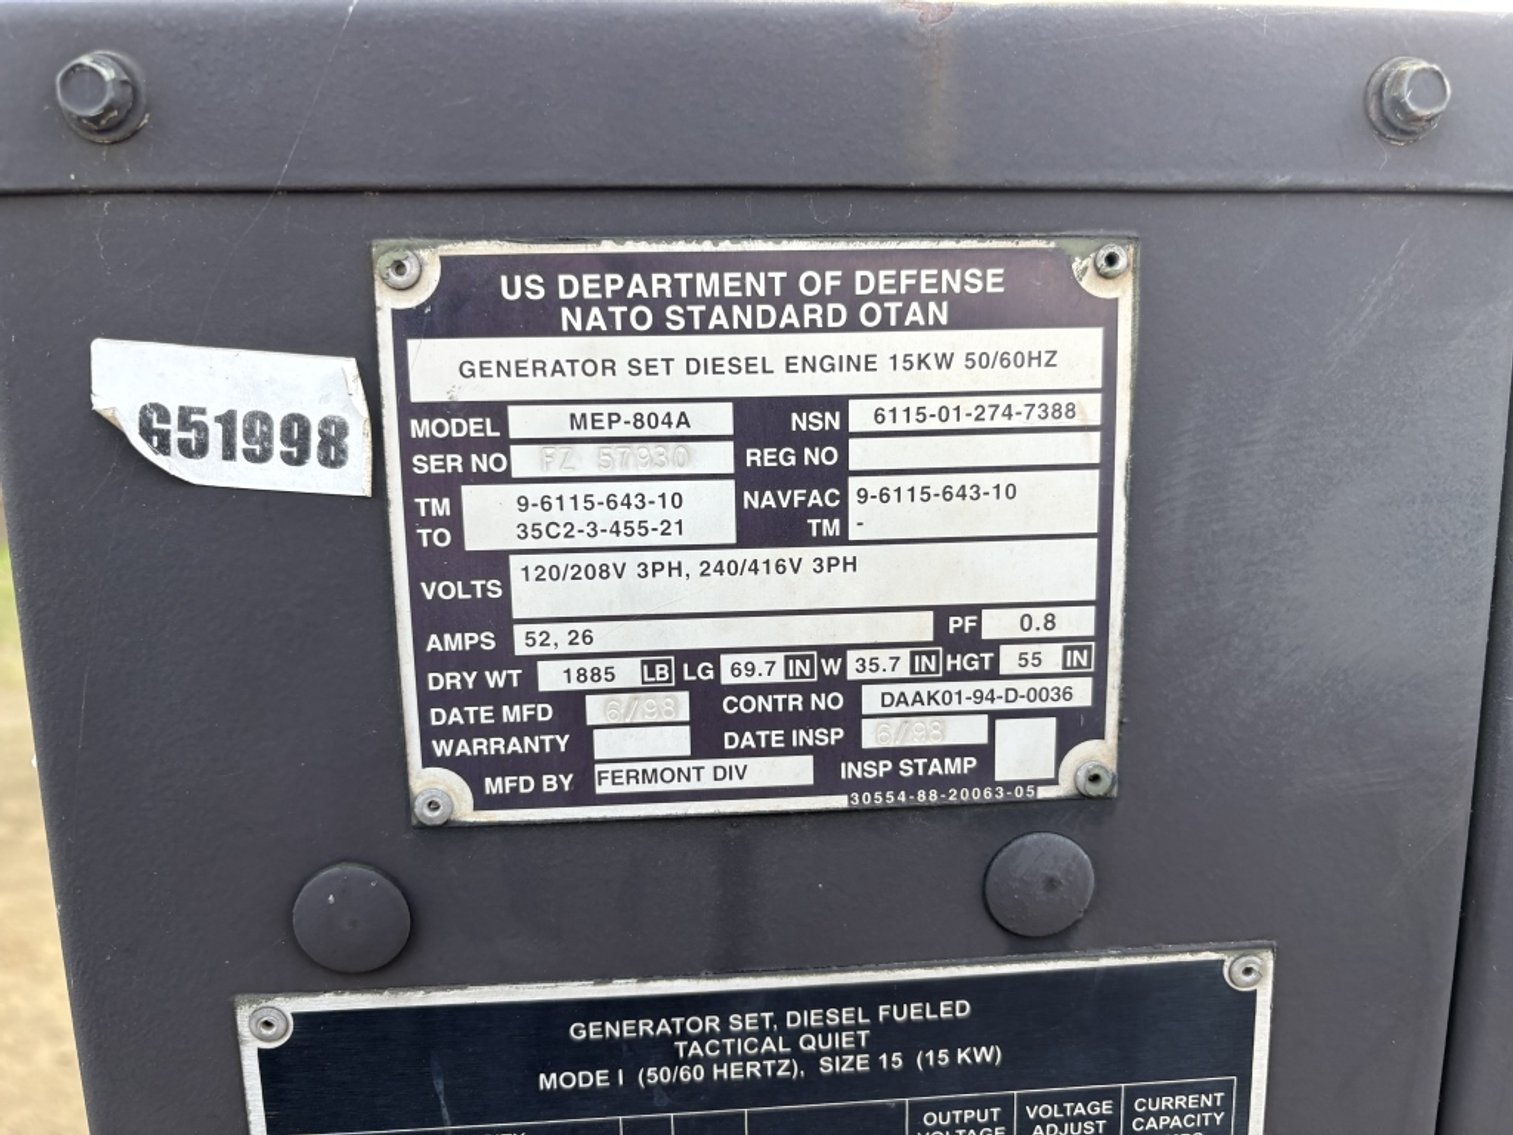 US DEPARTMENT OF DEFENSE
NATO STANDARD OTAN
GENERATOR SET DIESEL ENGINE 15KW 50/60HZ
MODEL MEP-804A NSN 6115-01-274-7388
SER NO FZ 57930 REG NO
TM 9-6115-643-10 NAVFAC 9-6115-643-10
TO 35C2-3-455-21 TM -
VOLTS 120/208V 3PH, 240/416V 3PH
AMPS 52, 26 PF 0.8
DRY WT 1885 LB LG 69.7 IN W 35.7 IN HGT 55 IN
DATE MFD 6/98 CONTR NO DAAK01-94-D-0036
WARRANTY DATE INSP 6/98
MFD BY FERMONT DIV INSP STAMP
30554-88-20063-05
G51998
GENERATOR SET, DIESEL FUELED
TACTICAL QUIET
MODE I (50/60 HERTZ), SIZE 15 (15 KW)
OUTPUT VOLTAGE CURRENT
VOLTAGE ADJUST CAPACITY